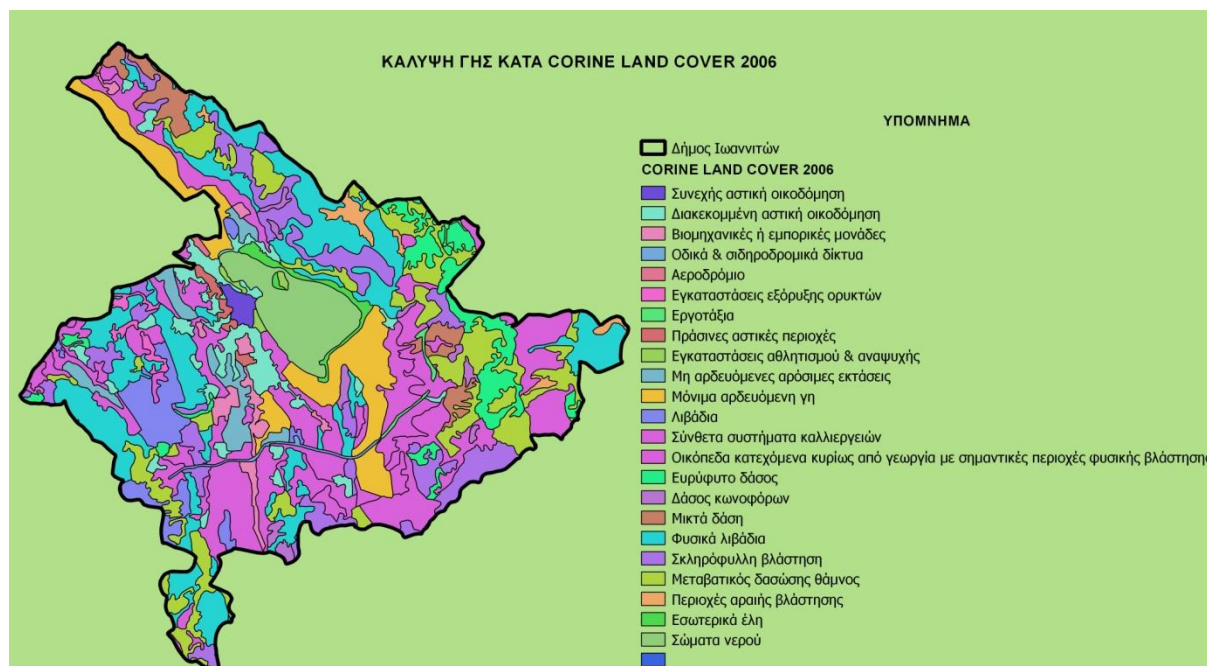 ΚΑΛΥΨΗ ΓΗΣ ΚΑΤΑ CORINE LAND COVER 2006
ΥΠΟΜΝΗΜΑ
Δήμος Ιωαννιτών
CORINE LAND COVER 2006
Συνεχής αστική οικοδόμηση
Διακεκομμένη αστική οικοδόμηση
Βιομηχανικές ή εμπορικές μονάδες
Οδικά & σιδηροδρομικά δίκτυα
Αεροδρόμιο
Εγκαταστάσεις εξόρυξης ορυκτών
Εργοτάξια
Πράσινες αστικές περιοχές
Εγκαταστάσεις αθλητισμού & αναψυχής
Μη αρδευόμενες αρόσιμες εκτάσεις
Μόνιμα αρδευόμενη γη
Λιβάδια
Σύνθετα συστήματα καλλιεργειών
Οικόπεδα κατεχόμενα κυρίως από γεωργία με σημαντικές περιοχές φυσικής βλάστησης
Ευρύφυτο δάσος
Δάσος κωνοφόρων
Μικτά δάση
Φυσικά λιβάδια
Σκληρόφυλλη βλάστηση
Μεταβατικός δασώσης θάμνος
Περιοχές αραιής βλάστησης
Εσωτερικά έλη
Σώματα νερού